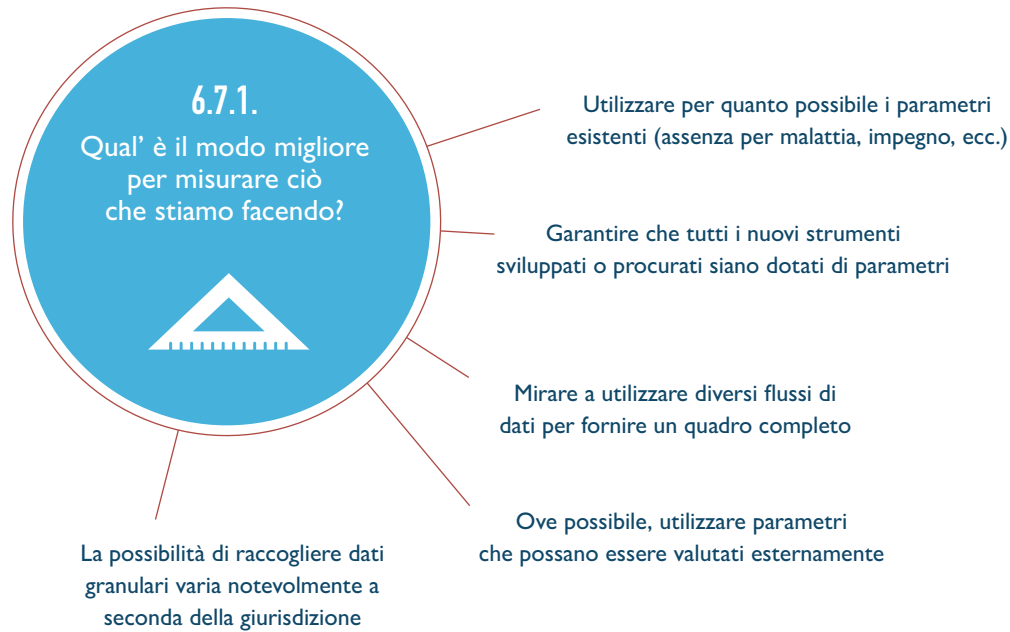 6.7.1.
Qual’ è il modo migliore
per misurare ciò
che stiamo facendo?
Utilizzare per quanto possibile i parametri
esistenti (assenza per malattia, impegno, ecc.)
Garantire che tutti i nuovi strumenti
sviluppati o procurati siano dotati di parametri
Mirare a utilizzare diversi flussi di
dati per fornire un quadro completo
Ove possibile, utilizzare parametri
che possano essere valutati esternamente
La possibilità di raccogliere dati
granulari varia notevolmente a
seconda della giurisdizione